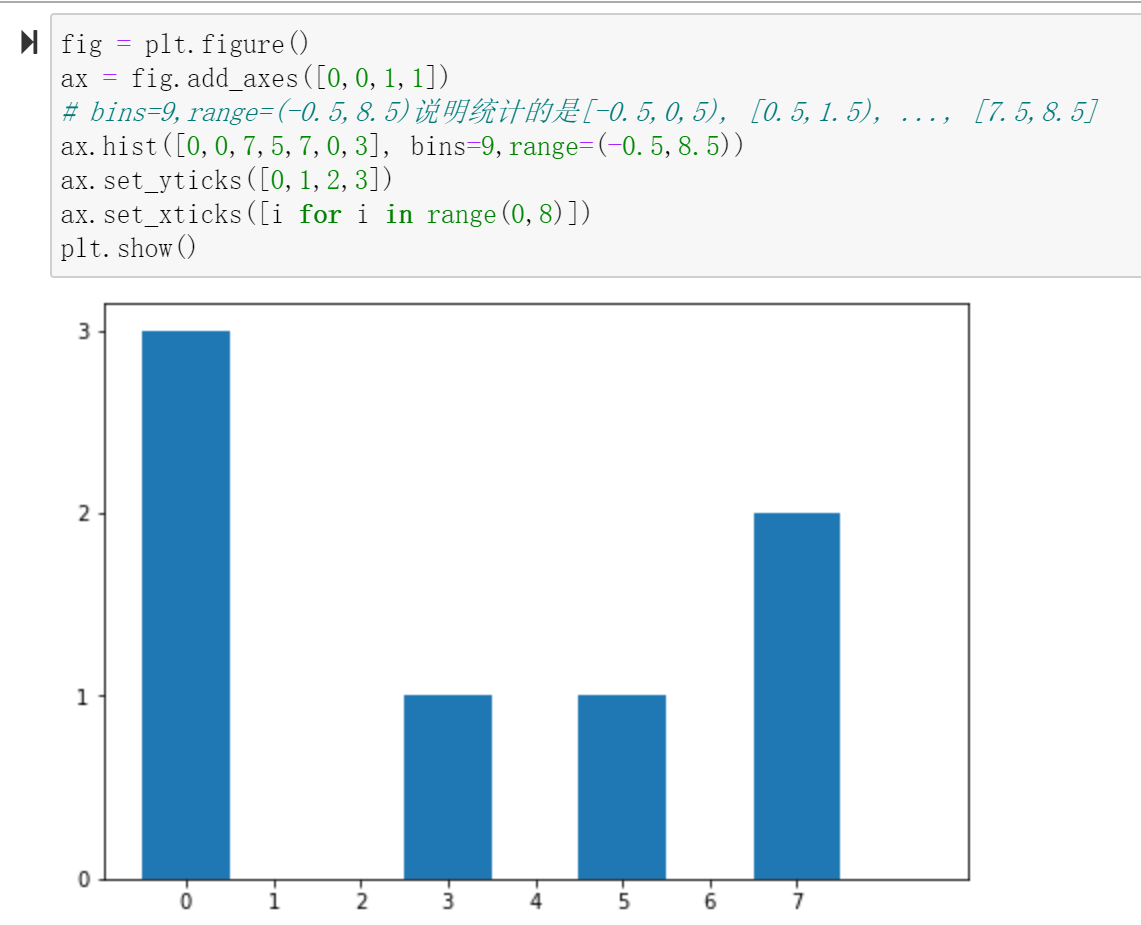 fig = plt.figure()
ax = fig.add_axes([0,0,1,1])
# bins=9,range=(-0.5,8.5)说明统计的是[-0.5,0,5), [0.5,1.5), ..., [7.5,8.5]
ax.hist([0,0,7,5,7,0,3], bins=9,range=(-0.5,8.5))
ax.set_yticks([0,1,2,3])
ax.set_xticks([i for i in range(0,8)])
plt.show()
3
2
1
0
0 1 2 3 4 5 6 7